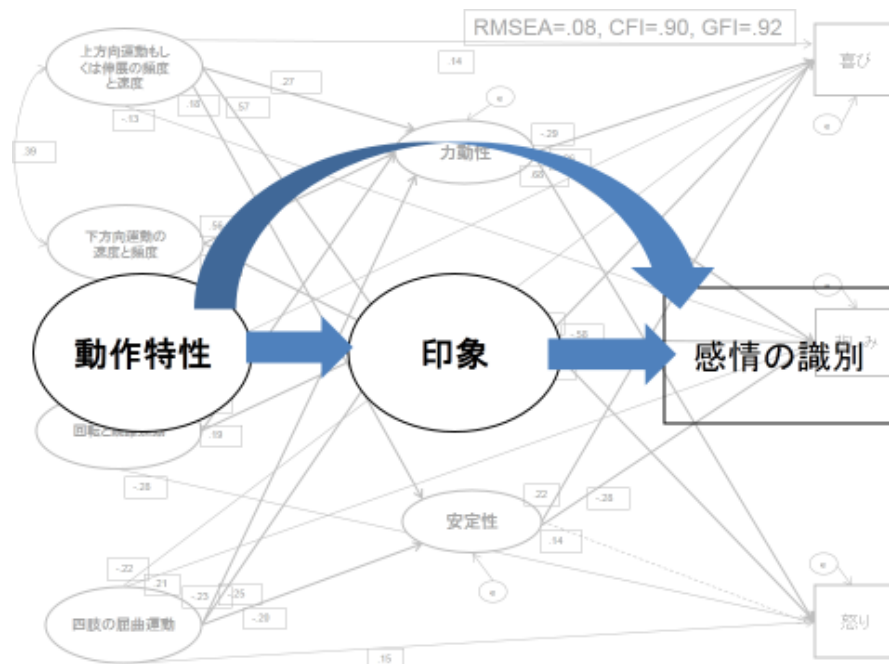 RMSEA=.08, CFI=.90, GFI=.92
上方向運動もし
くは伸展の頻度
と速度
喜び
.14
.27
.18
.57
-.13
e
.39
力動性
-.29
.68
e
下方向運動の
速度と頻度
.56
e
動作特性
印象
感情の識別
-.58
み
.19
-.28
安定性
.22
-.28
.14
-.22
.21
-.23
-.25
-.20
e
e
四肢の屈曲運動
怒り
.15